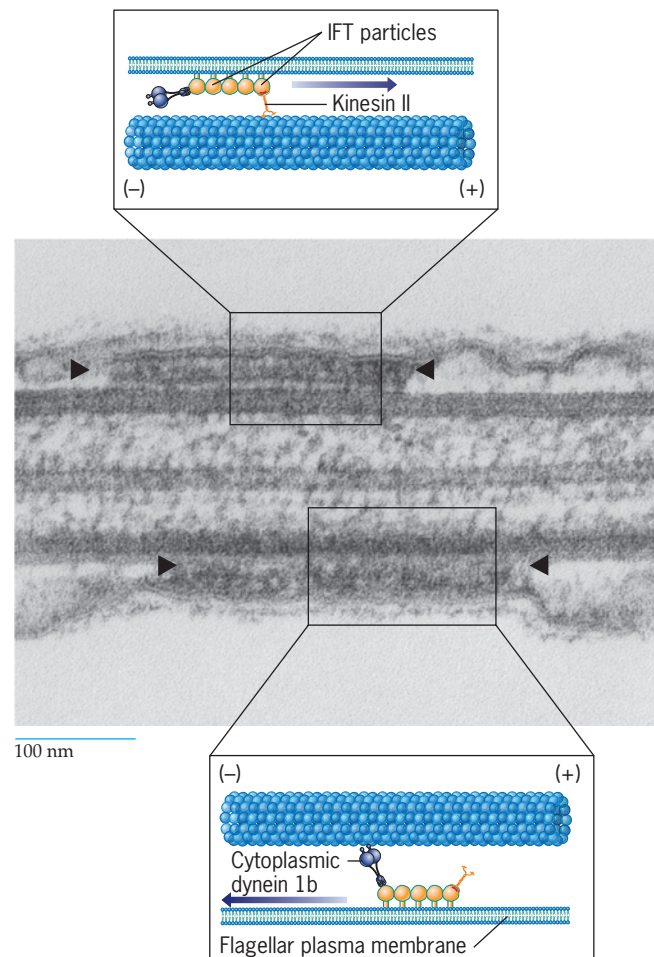 IFT particles
Kinesin II
(–)
(+)
100 nm
(–)
(+)
Cytoplasmic
dynein 1b
Flagellar plasma membrane